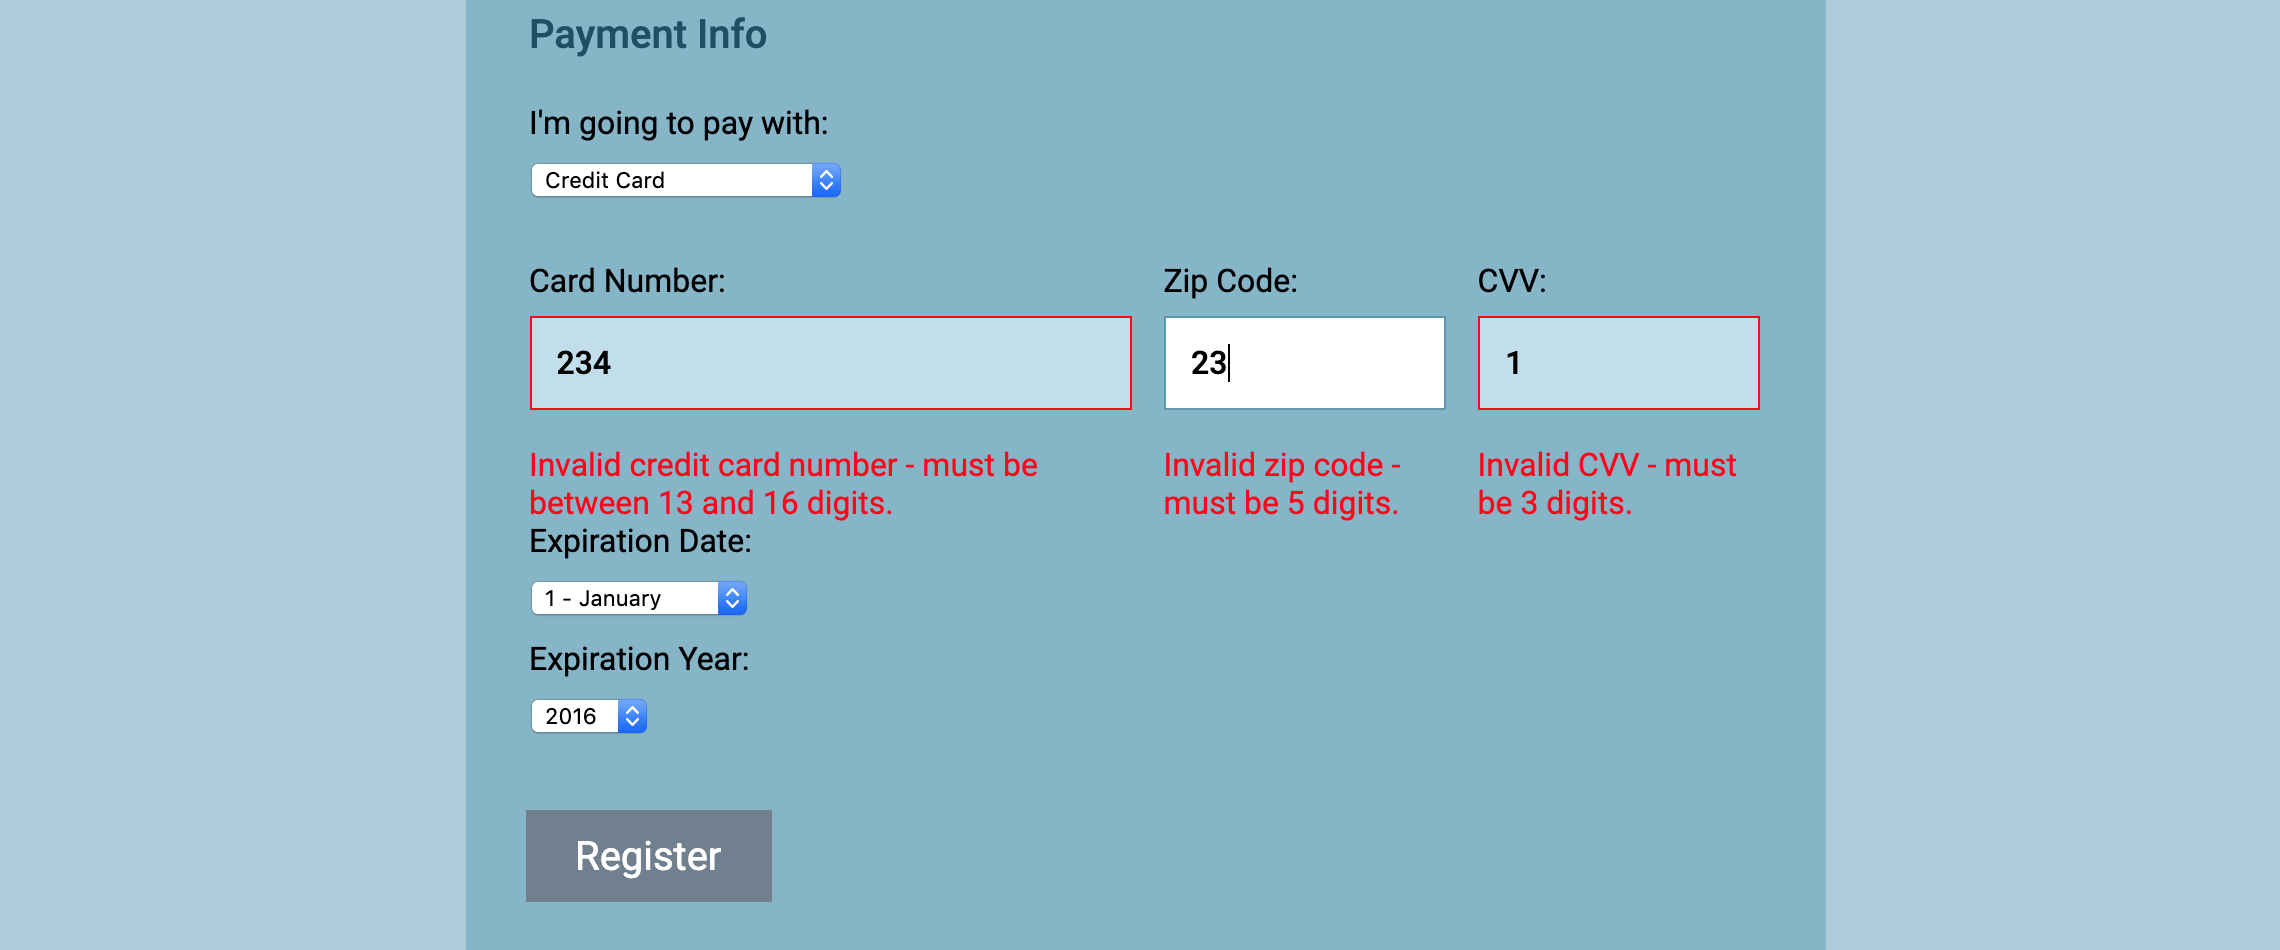 Payment Info
I'm going to pay with:
Credit Card
Card Number:
Zip Code:
CVV:
234
23
1
Invalid credit card number - must be
between 13 and 16 digits.
Invalid zip code -
must be 5 digits.
Invalid CVV - must
be 3 digits.
Expiration Date:
1 - January
Expiration Year:
2016
Register